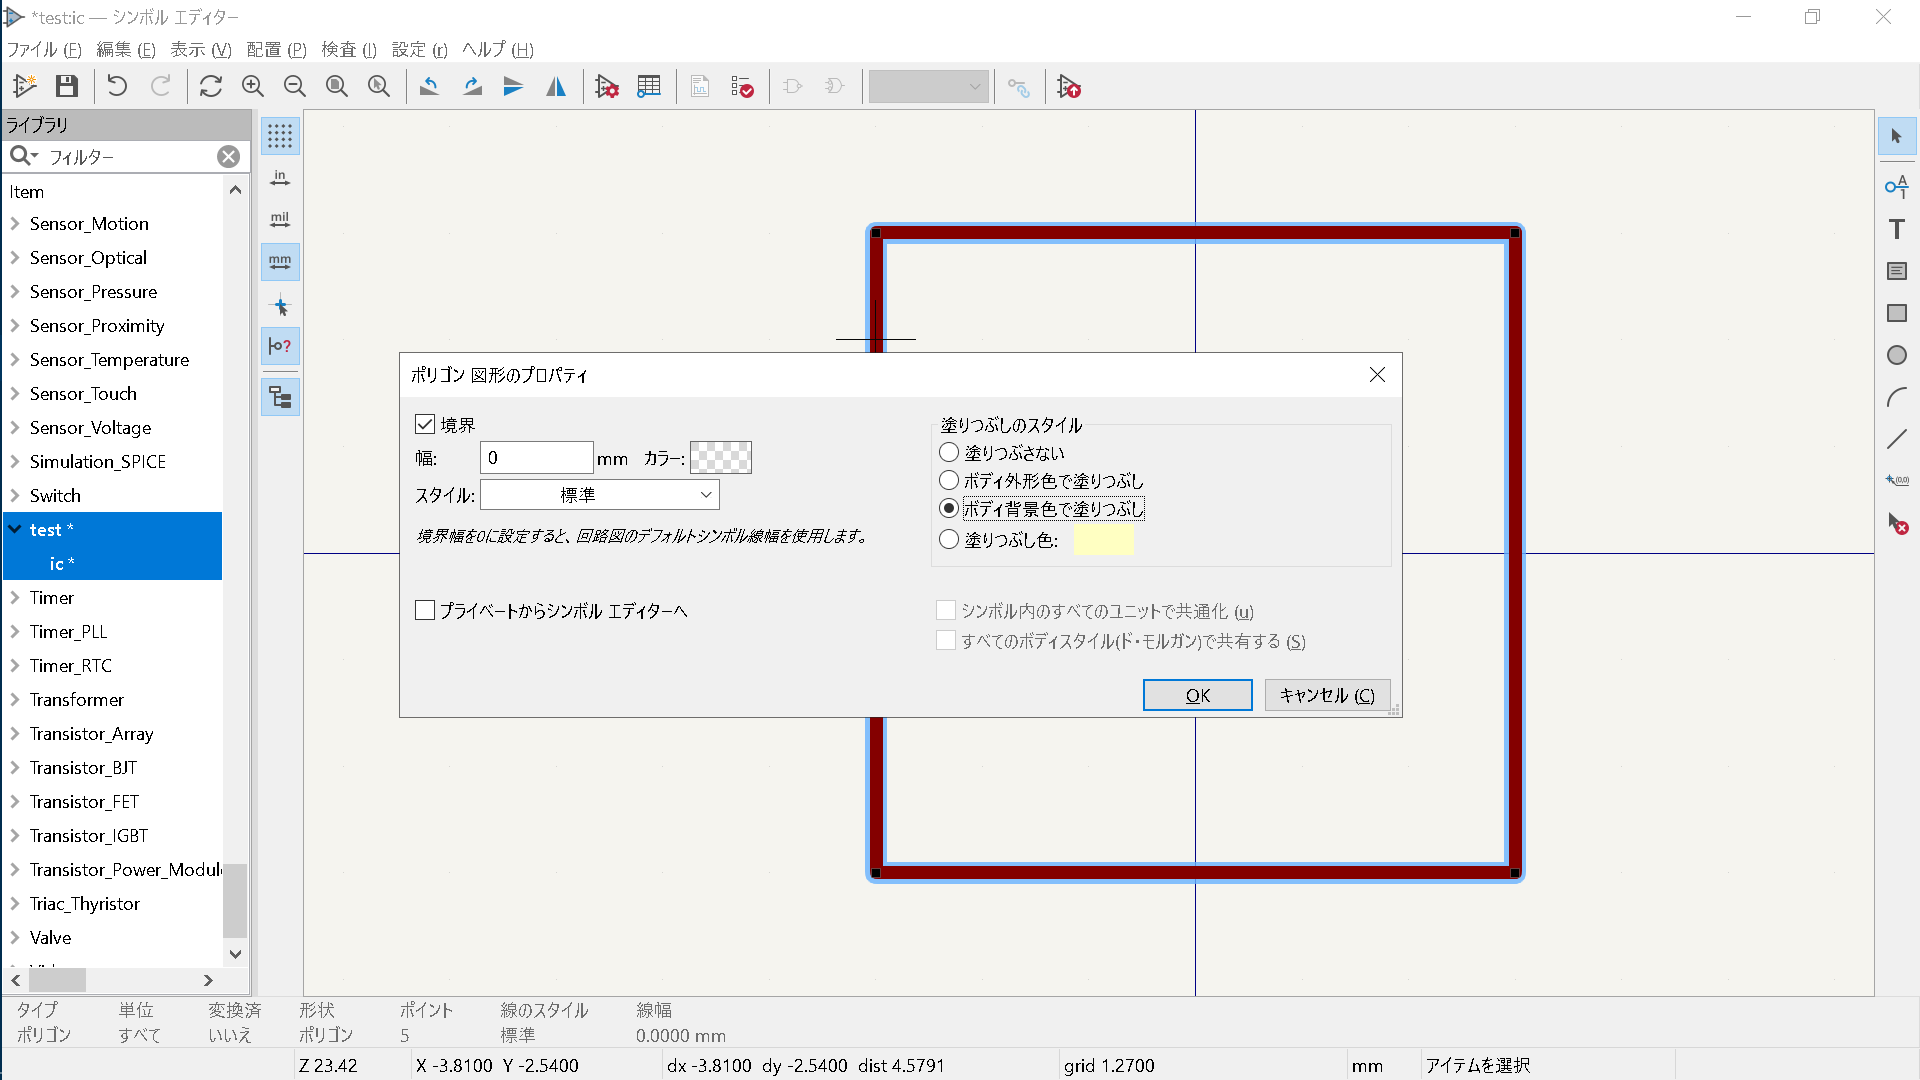 *test:ic — シンボル エディター
ファイル (F) 編集 (E) 表示 (V) 配置 (P) 検査 (I) 設定 (r) ヘルプ (H)
ライブラリ
フィルター
Item
Sensor_Motion
Sensor_Optical
Sensor_Pressure
Sensor_Proximity
Sensor_Temperature
Sensor_Touch
Sensor_Voltage
Simulation_SPICE
Switch
test *
ic *
Timer
Timer_PLL
Timer_RTC
Transformer
Transistor_Array
Transistor_BJT
Transistor_FET
Transistor_IGBT
Transistor_Power_Modul
Triac_Thyristor
Valve
in
mil
mm
ポリゴン 図形のプロパティ
境界
幅: 0 mm カラー:
スタイル: 標準
境界幅を0に設定すると、回路図のデフォルトシンボル線幅を使用します。
プライベートからシンボル エディターへ
塗りつぶしのスタイル
塗りつぶさない
ボディ外形色で塗りつぶし
ボディ背景色で塗りつぶし
塗りつぶし色:
シンボル内のすべてのユニットで共通化 (u)
すべてのボディスタイル(ド・モルガン)で共有する (S)
OK キャンセル (C)
A
1
T
(0,0)
タイプ 単位 変換済 形状 ポイント 線のスタイル 線幅
ポリゴン すべて いいえ ポリゴン 5 標準 0.0000 mm
Z 23.42 X -3.8100 Y -2.5400 dx -3.8100 dy -2.5400 dist 4.5791 grid 1.2700 mm アイテムを選択